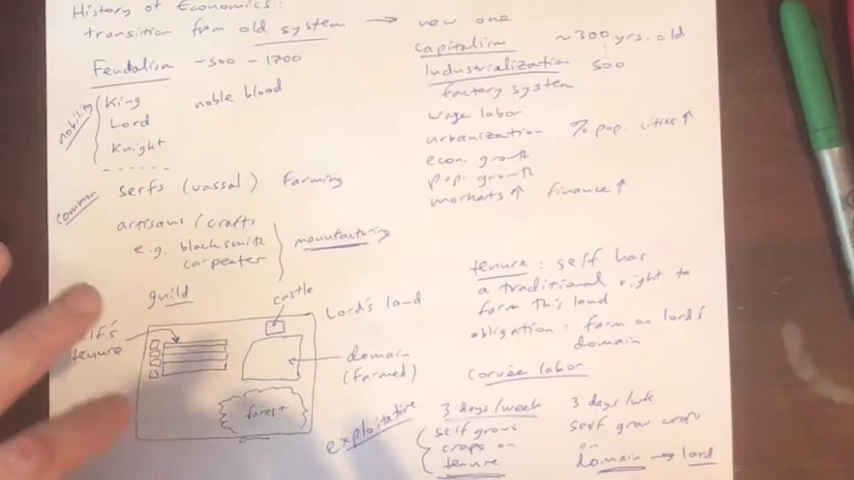 History of Economics:
transition from old system → new one
Feudalism ~500 - 1700
nobility
King
Lord
Knight
noble blood
common
serfs (vassal) farming
artisans / crafts
e.g. blacksmith
carpenter
manufacturing
guild
castle
Lord's land
serf's
tenure
domain
(farmed)
forest
Capitalism ~300 yrs. old
Industrialization 500
factory system
wage labor
urbanization % pop. cities ↑
econ. growth
pop. growth
markets ↑ finance ↑
tenure: serf has
a traditional right to
farm this land
obligation: farm on lord's
domain
corvée labor
exploitative
3 days/week
serf grows
crops on
tenure
3 days/wk
serf grow crops
on
domain → lord